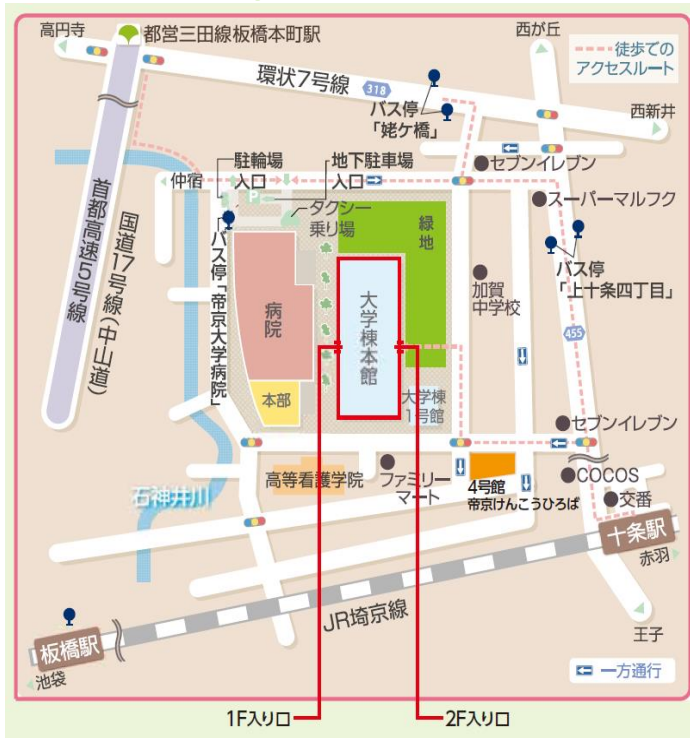 高円寺
都営三田線板橋本町駅
西が丘
徒歩での
アクセスルート
環状7号線
318
バス停
「姥ケ橋」
西新井
駐輪場
入口
地下駐車場
入口
セブンイレブン
仲宿
P
タクシー
乗り場
緑地
スーパーマルフク
首都高速5号線
国道17号線(中山道)
バス停「帝京大学病院」
病院
大学棟本館
加賀
中学校
バス停
「上十条四丁目」
455
本部
大学棟
1号館
セブンイレブン
石神井川
高等看護学院
ファミリー
マート
4号館
帝京けんこうひろば
COCOS
交番
十条駅
赤羽
JR埼京線
板橋駅
池袋
王子
一方通行
1F入り口
2F入り口